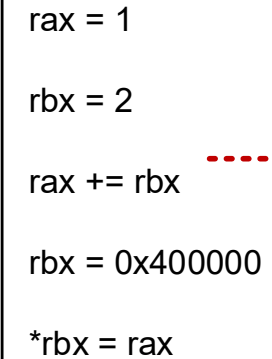 rax = 1
rbx = 2
rax += rbx
rbx = 0x400000
*rbx = rax